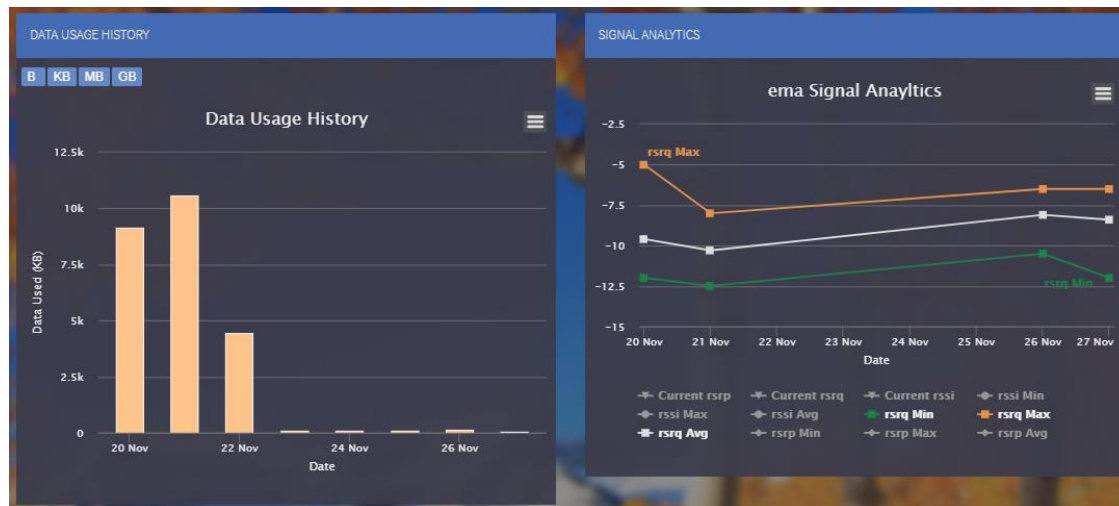 DATA USAGE HISTORY
B KB MB GB
Data Usage History
12.5k
10k
7.5k
5k
2.5k
0
Data Used (KB)
20 Nov 22 Nov 24 Nov 26 Nov
Date
SIGNAL ANALYTICS
ema Signal Anayltics
-2.5
-5
-7.5
-10
-12.5
-15
rsrq Max
rsrq Min
20 Nov 21 Nov 22 Nov 23 Nov 24 Nov 25 Nov 26 Nov 27 Nov
Date
Current rsrp Current rsrq Current rssi rssi Min
rssi Max rssi Avg rsrq Min rsrq Max
rsrq Avg rsrp Min rsrp Max rsrp Avg